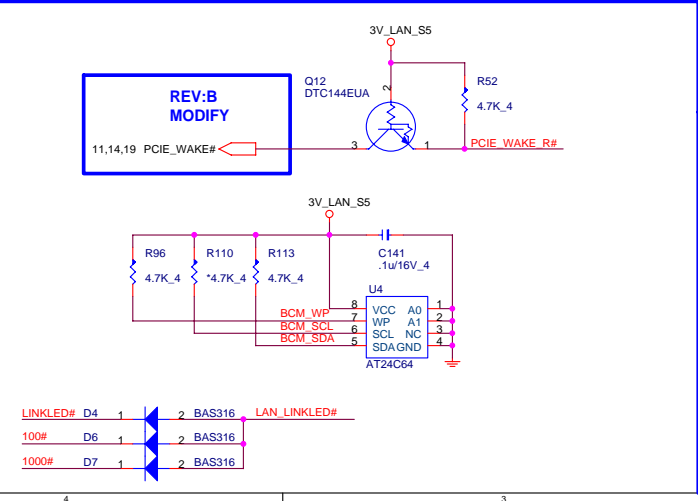 3V_LAN_S5
Q12
DTC144EUA
2
R52
4.7K_4
REV:B
MODIFY
11,14,19 PCIE_WAKE#
3
1
PCIE_WAKE_R#
3V_LAN_S5
R96
4.7K_4
R110
*4.7K_4
R113
4.7K_4
C141
.1u/16V_4
U4
BCM_WP
BCM_SCL
BCM_SDA
8 VCC A0 1
7 WP A1 2
6 SCL NC 3
5 SDA GND 4
AT24C64
LINKLED# D4 1 2 BAS316 LAN_LINKLED#
100# D6 1 2 BAS316
1000# D7 1 2 BAS316
4 3